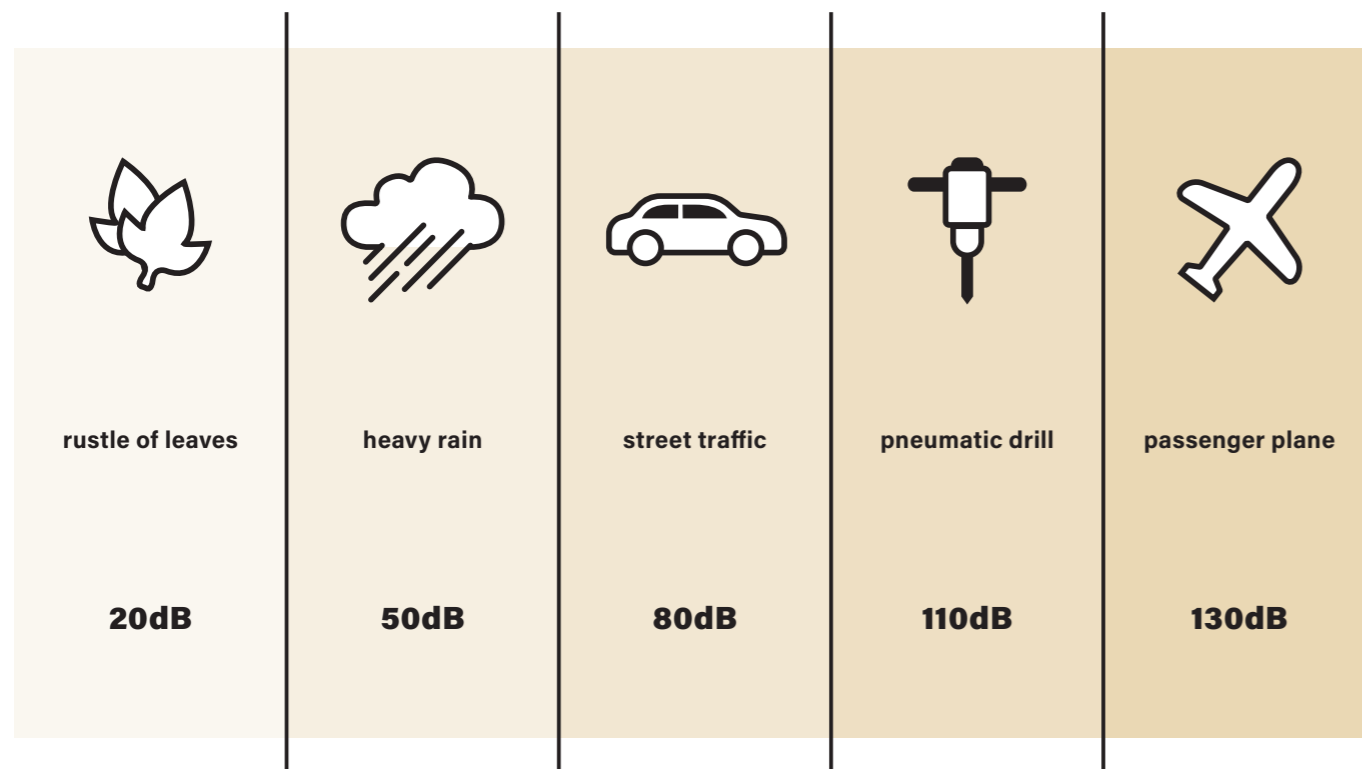 rustle of leaves
heavy rain
street traffic
pneumatic drill
passenger plane
20dB
50dB
80dB
110dB
130dB